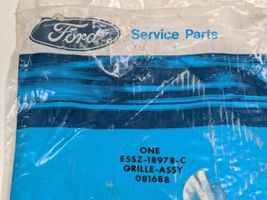 Ford
Service Parts
ONE
E5SZ-18978-C
GRILLE-ASSY
081688